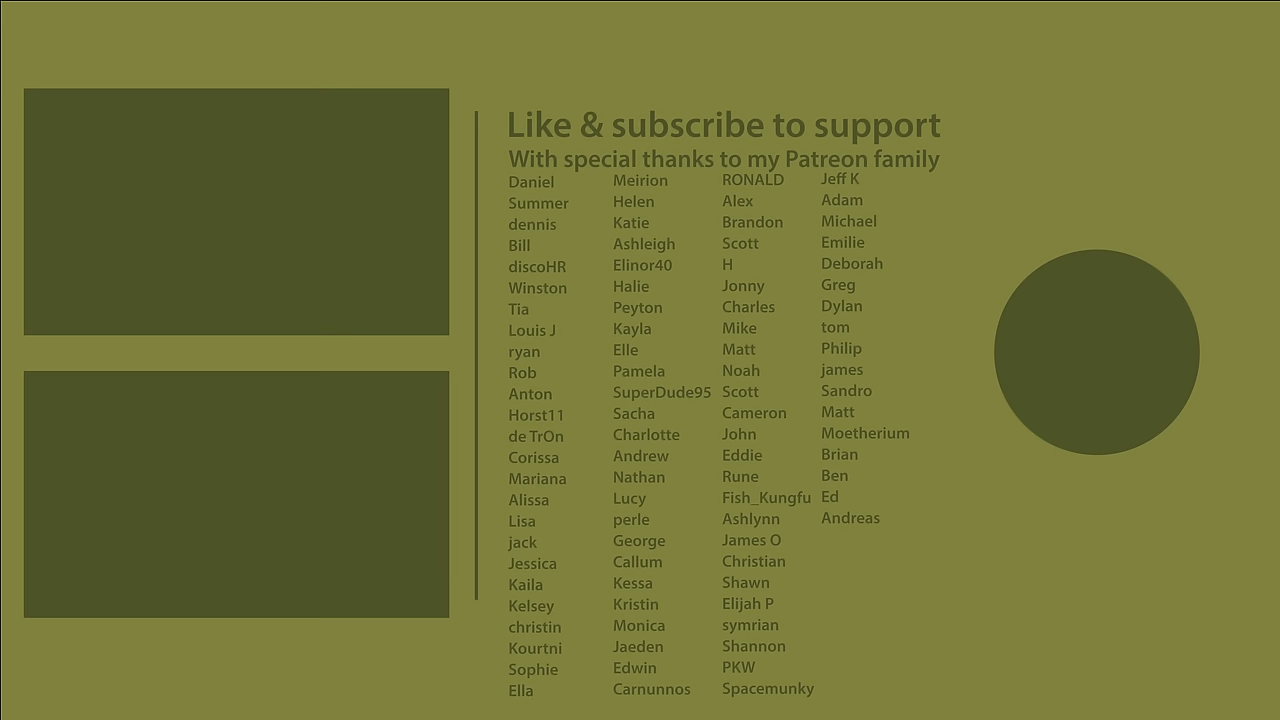 Like & subscribe to support
With special thanks to my Patreon family
Daniel
Summer
dennis
Bill
discoHR
Winston
Tia
Louis J
ryan
Rob
Anton
Horst11
de TrOn
Corissa
Mariana
Alissa
Lisa
jack
Jessica
Kaila
Kelsey
christin
Kourtni
Sophie
Ella
Meirion
Helen
Katie
Ashleigh
Elinor40
Halie
Peyton
Kayla
Elle
Pamela
SuperDude95
Sacha
Charlotte
Andrew
Nathan
Lucy
perle
George
Callum
Kessa
Kristin
Monica
Jaeden
Edwin
Carnunnos
RONALD
Alex
Brandon
Scott
H
Jonny
Charles
Mike
Matt
Noah
Scott
Cameron
John
Eddie
Rune
Fish_Kungfu
Ashlynn
James O
Christian
Shawn
Elijah P
symrian
Shannon
PKW
Spacemunky
Jeff K
Adam
Michael
Emilie
Deborah
Greg
Dylan
tom
Philip
james
Sandro
Matt
Moetherium
Brian
Ben
Ed
Andreas